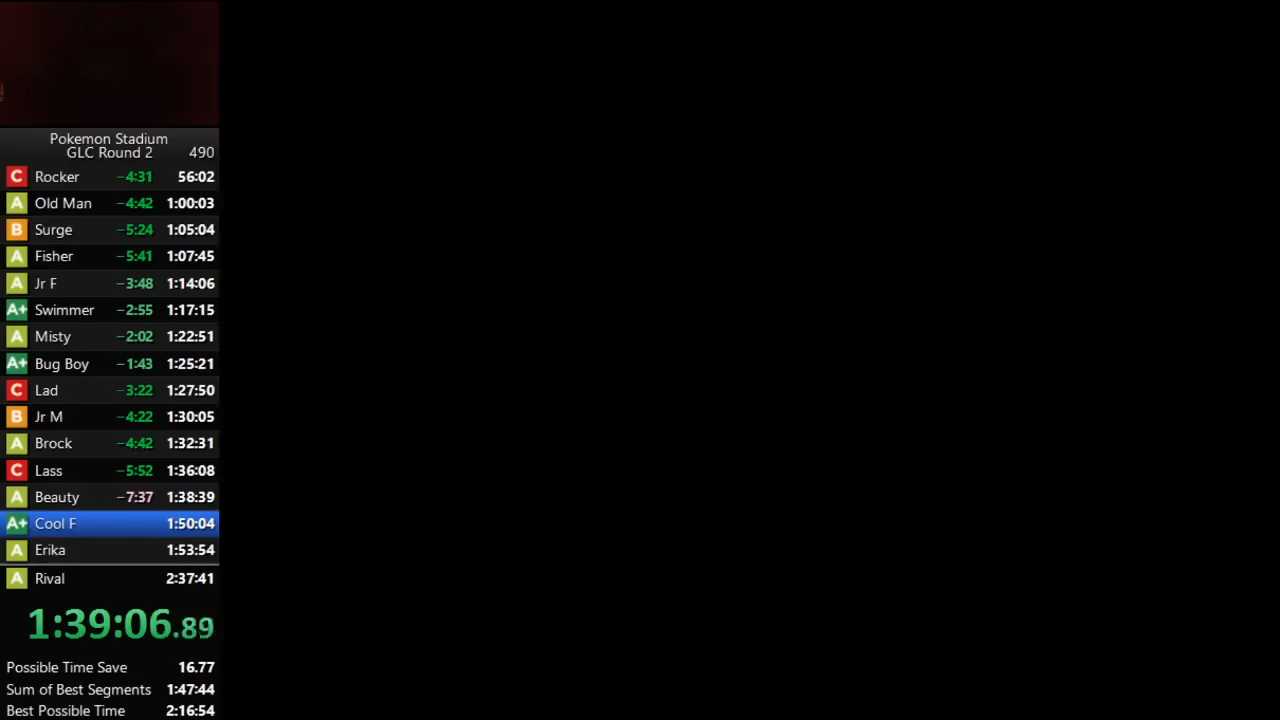 Pokemon Stadium
GLC Round 2 490
C Rocker −4:31 56:02
A Old Man −4:42 1:00:03
B Surge −5:24 1:05:04
A Fisher −5:41 1:07:45
A Jr F −3:48 1:14:06
A+ Swimmer −2:55 1:17:15
A Misty −2:02 1:22:51
A+ Bug Boy −1:43 1:25:21
C Lad −3:22 1:27:50
B Jr M −4:22 1:30:05
A Brock −4:42 1:32:31
C Lass −5:52 1:36:08
A Beauty −7:37 1:38:39
A+ Cool F 1:50:04
A Erika 1:53:54
A Rival 2:37:41
1:39:06.89
Possible Time Save 16.77
Sum of Best Segments 1:47:44
Best Possible Time 2:16:54